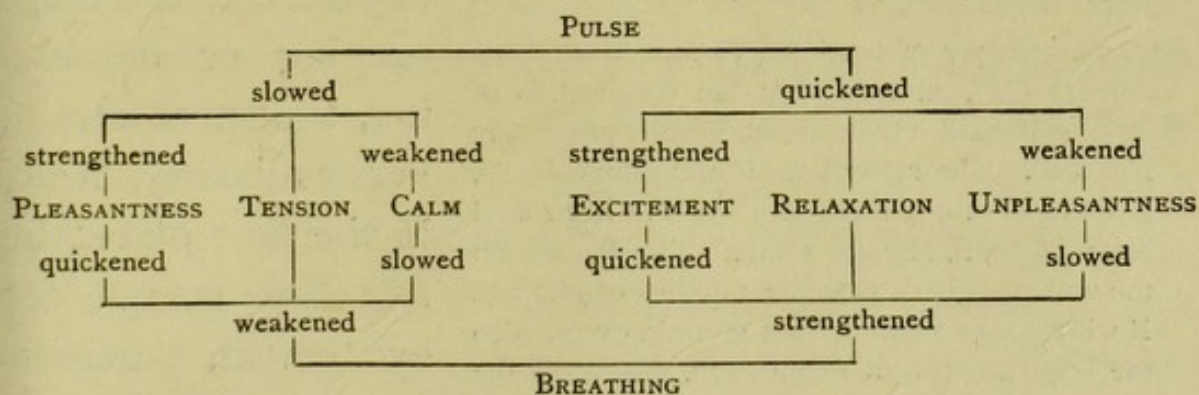 PULSE
slowed quickened
strengthened weakened strengthened weakened
PLEASANTNESS TENSION CALM EXCITEMENT RELAXATION UNPLEASANTNESS
quickened slowed quickened slowed
weakened strengthened
BREATHING